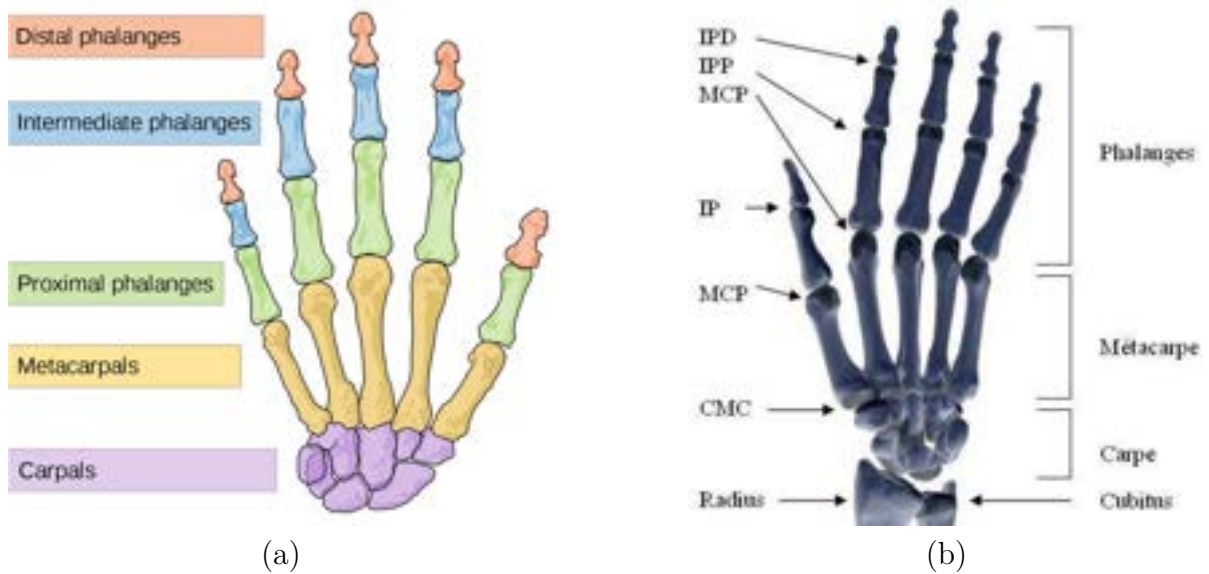 Distal phalanges
Intermediate phalanges
Proximal phalanges
Metacarpals
Carpals
(a)
IPD
IPP
MCP
IP
MCP
CMC
Radius
Phalanges
Métacarpe
Carpe
Cubitus
(b)